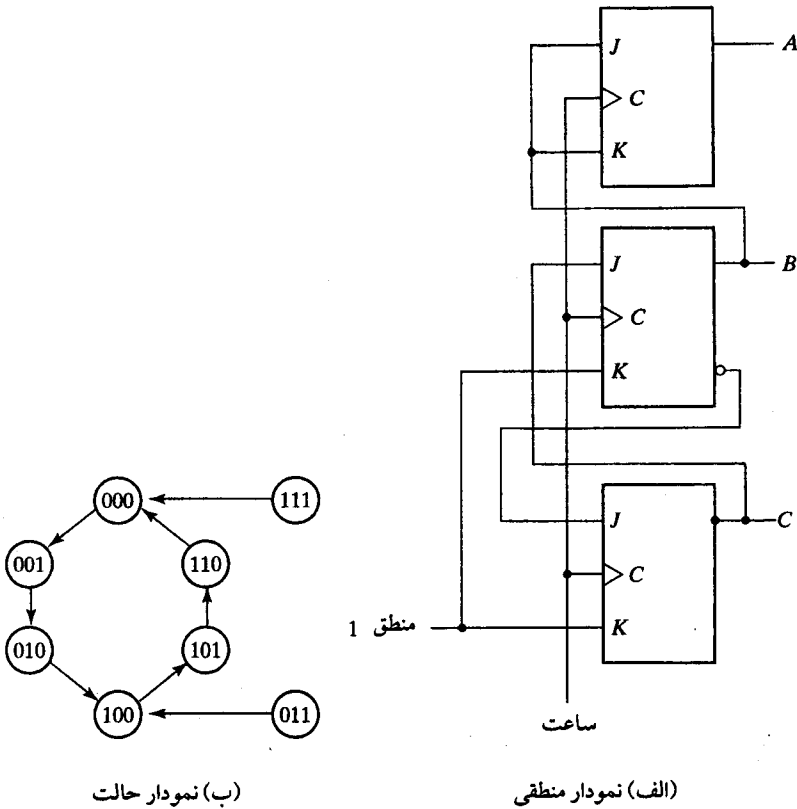 J
A
C
K
J
B
C
K
000
111
J
C
001
110
C
منطق 1
K
010
101
100
011
ساعت
(الف) نمودار منطقی
(ب) نمودار حالت